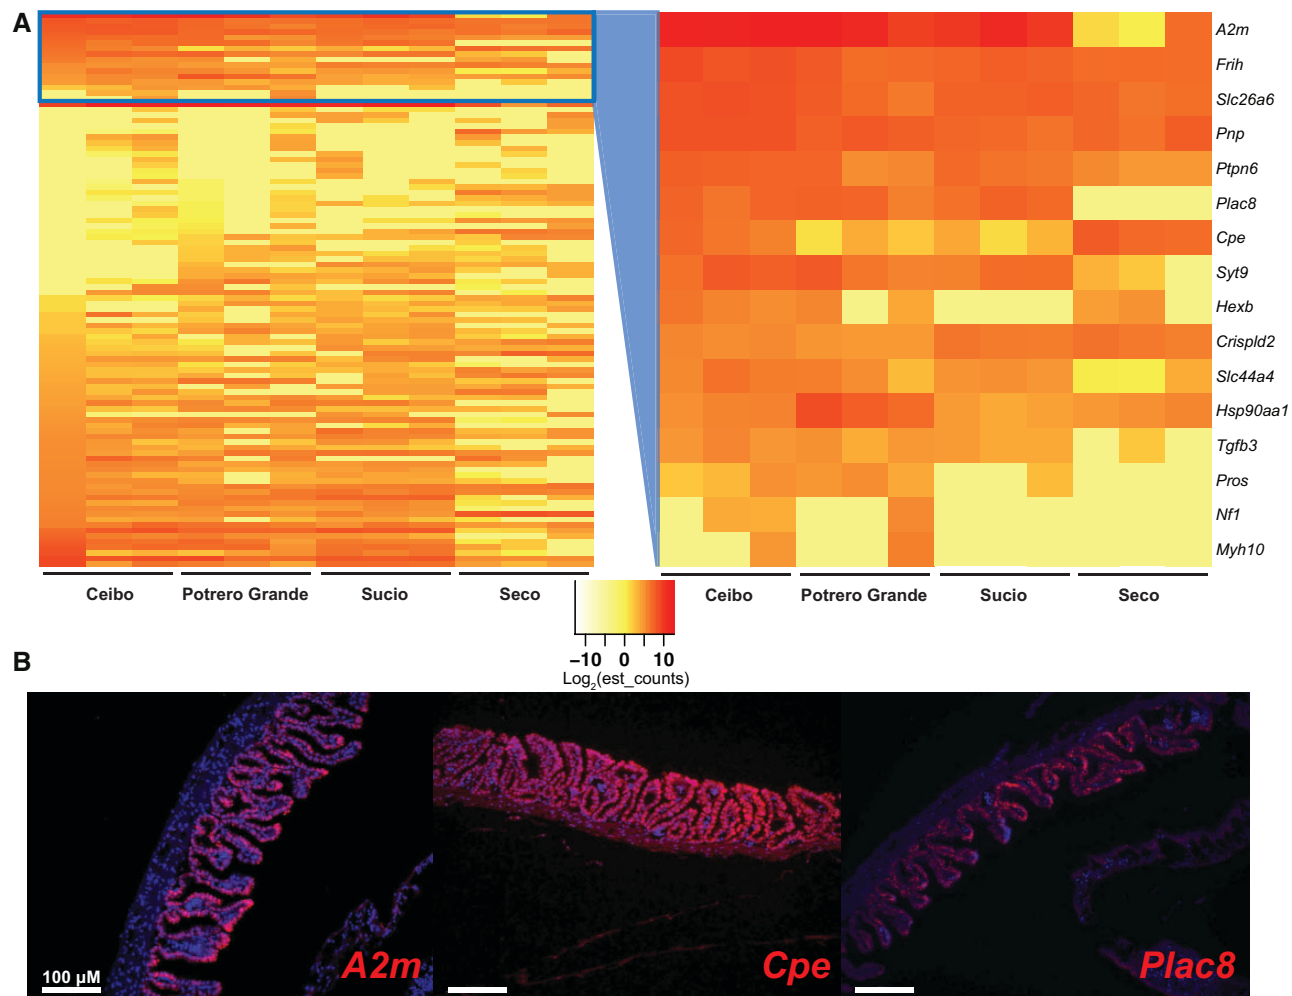 A
A2m
Frih
Slc26a6
Pnp
Ptpn6
Plac8
Cpe
Syt9
Hexb
Crispld2
Slc44a4
Hsp90aa1
Tgfb3
Pros
Nf1
Myh10
Ceibo Potrero Grande Sucio Seco
Ceibo Potrero Grande Sucio Seco
−10 0 10
Log2(est_counts)
B
100 µM
A2m
Cpe
Plac8